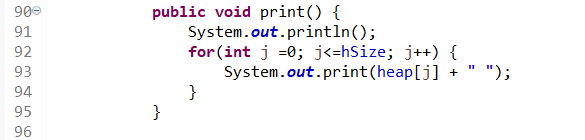 90 public void print() {
91 System.out.println();
92 for(int j =0; j<=hSize; j++) {
93 System.out.print(heap[j] + " ");
94 }
95 }
96